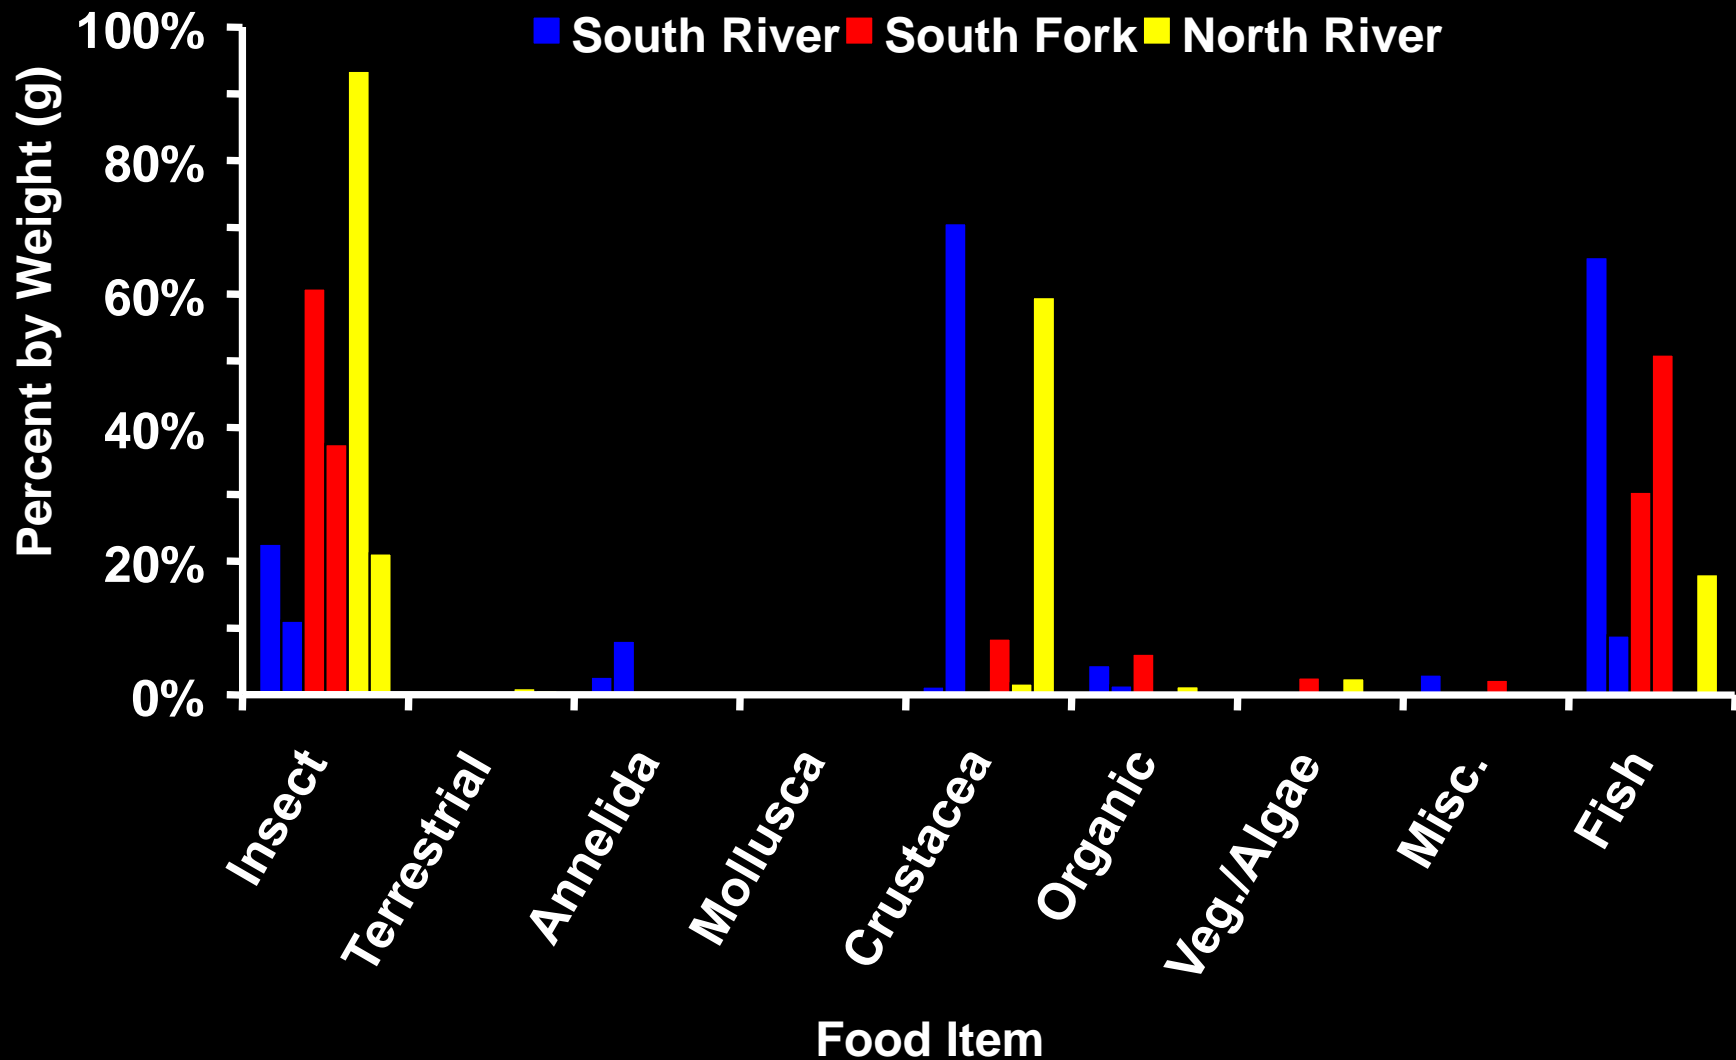 South River South Fork North River
100%
80%
60%
40%
20%
0%
Percent by Weight (g)
Insect
Terrestrial
Annelida
Mollusca
Crustacea
Organic
Veg./Algae
Misc.
Fish
Food Item